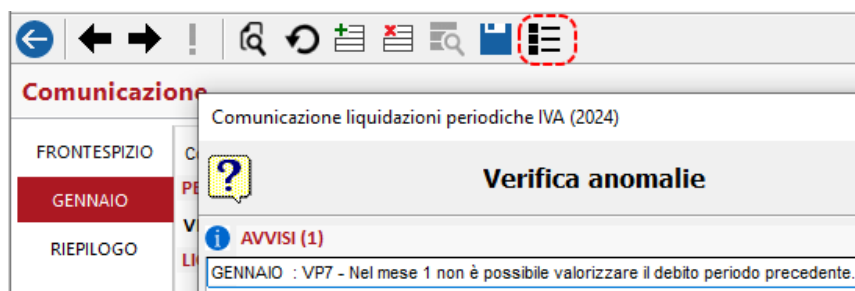 Comunicazione
Comunicazione liquidazioni periodiche IVA (2024)
FRONTESPIZIO
GENNAIO
RIEPILOGO
Verifica anomalie
AVVISI (1)
GENNAIO : VP7 - Nel mese 1 non è possibile valorizzare il debito periodo precedente.